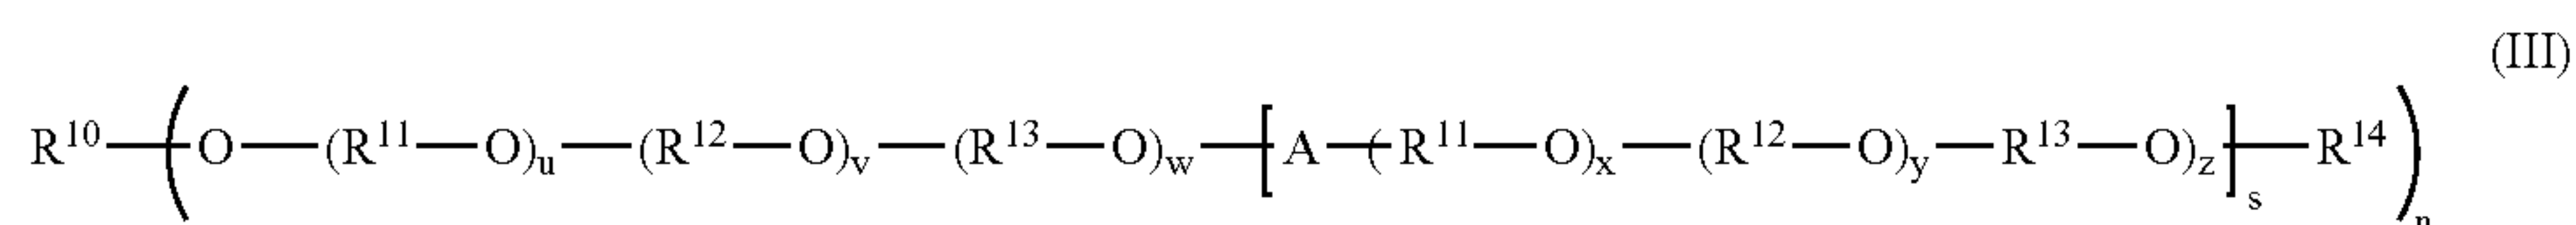 (III)
R¹⁰—(O—(R¹¹—O)ᵤ—(R¹²—O)ᵥ—(R¹³—O)w—[A—(R¹¹—O)ₓ—(R¹²—O)y—R¹³—O)z]ₛ—R¹⁴)ₙ